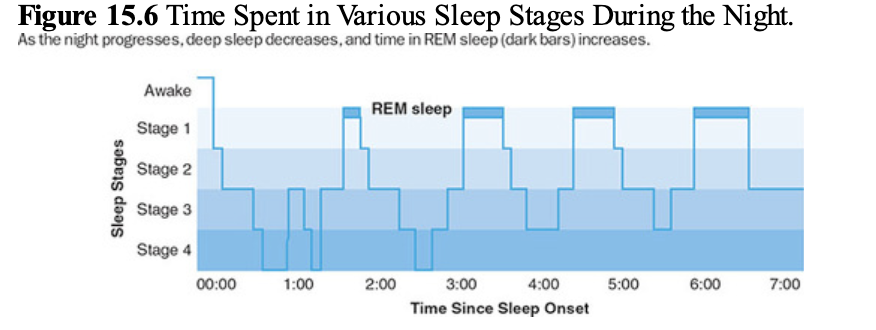 Figure 15.6 Time Spent in Various Sleep Stages During the Night.
As the night progresses, deep sleep decreases, and time in REM sleep (dark bars) increases.
Awake
REM sleep
Stage 1
Stage 2
Sleep Stages
Stage 3
Stage 4
00:00 1:00 2:00 3:00 4:00 5:00 6:00 7:00
Time Since Sleep Onset